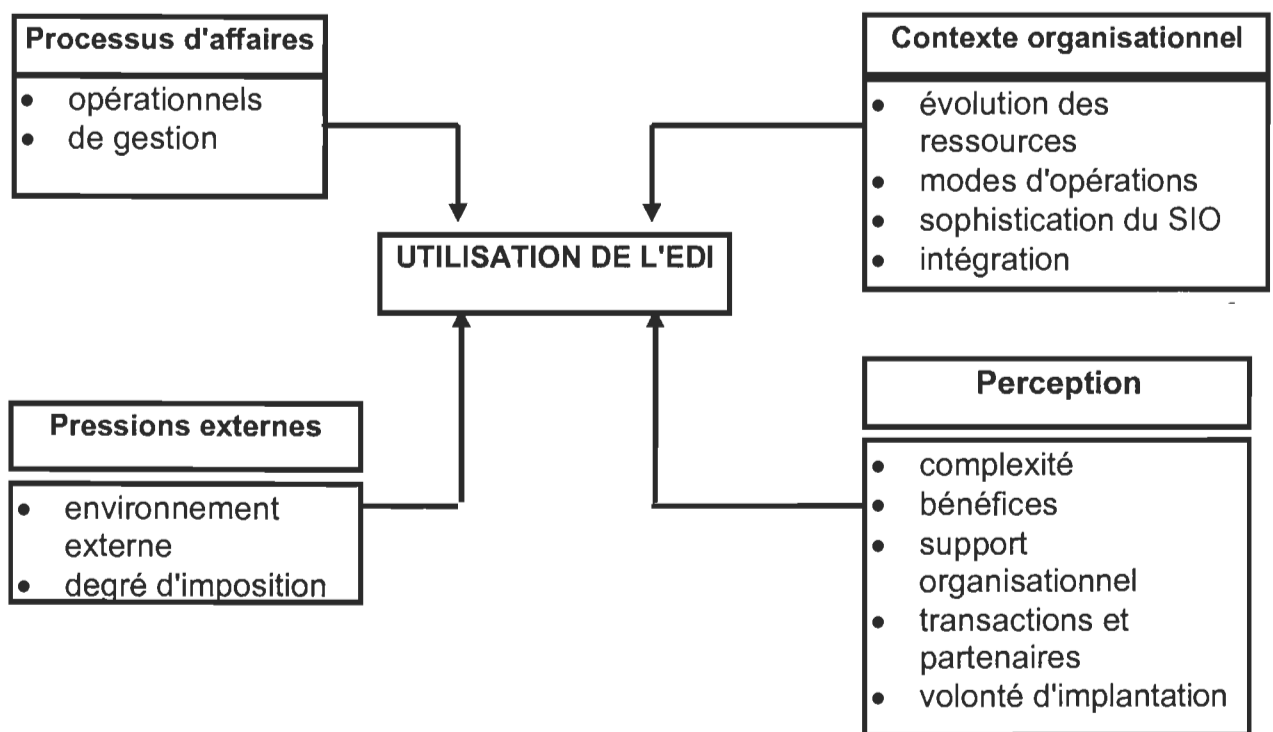 Processus d'affaires
• opérationnels
• de gestion
Contexte organisationnel
• évolution des
ressources
• modes d'opérations
• sophistication du SIO
• intégration
UTILISATION DE L'EDI
Pressions externes
• environnement
externe
• degré d'imposition
Perception
• complexité
• bénéfices
• support
organisationnel
• transactions et
partenaires
• volonté d'implantation